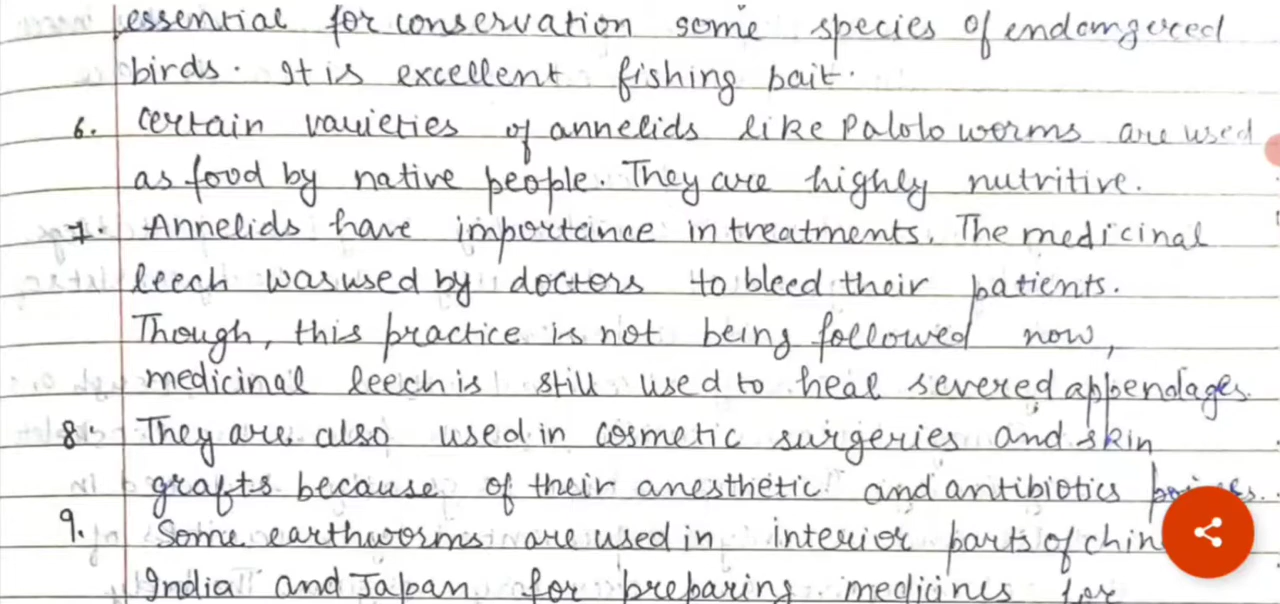 essential for conservation some species of endangered
birds. It is excellent fishing bait.
6. Certain varieties of annelids like Palolo worms are used
as food by native people. They are highly nutritive.
7. Annelids have importance in treatments. The medicinal
leech was used by doctors to bleed their patients.
Though, this practice is not being followed now,
medicinal leech is still used to heal severed appendages.
8. They are also used in cosmetic surgeries and skin
grafts because of their anesthetic and antibiotics
9. Some earthworms are used in interior parts of
India and Japan for preparing medicines for